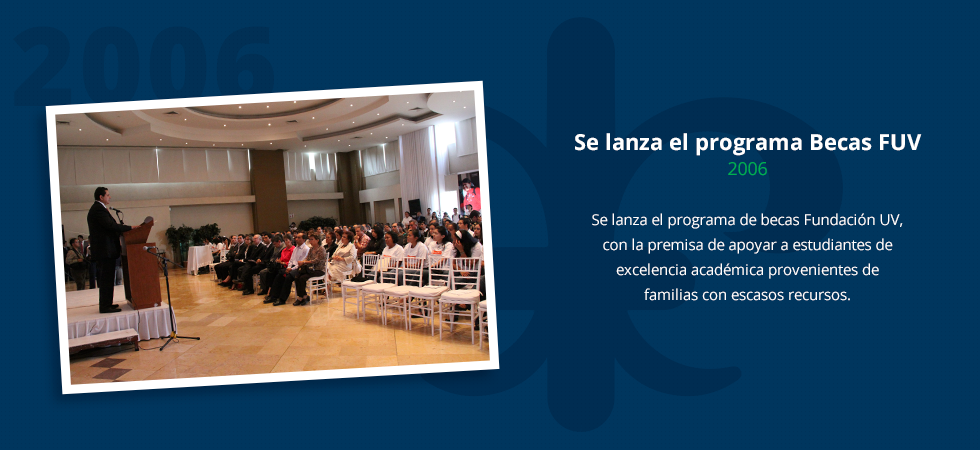 2006
Se lanza el programa Becas FUV
2006
Se lanza el programa de becas Fundación UV,
con la premisa de apoyar a estudiantes de
excelencia académica provenientes de
familias con escasos recursos.